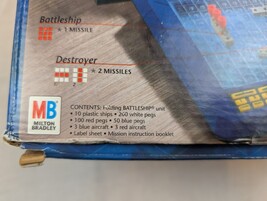 Battleship
= 1 MISSILE
Destroyer
= 2 MISSILES
MB
MILTON
BRADLEY
CONTENTS: BATTLESHIP unit
• 10 plastic ships • 200 white pegs
• 100 red pegs • 50 blue pegs
• 3 blue aircraft • 3 red aircraft
• Label sheet • Mission instruction booklet